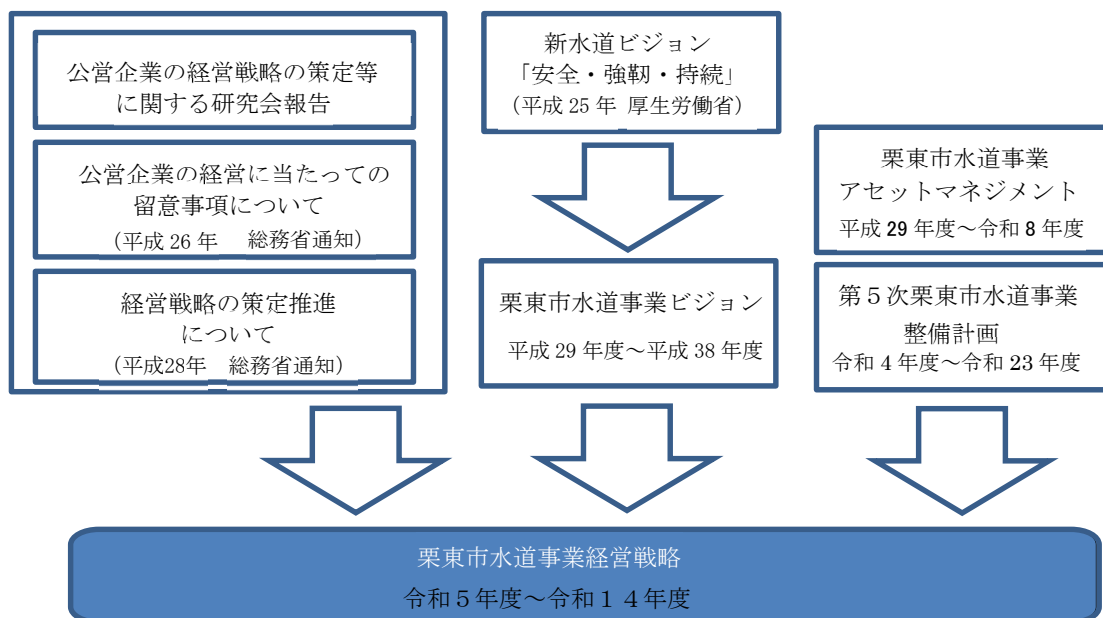 公営企業の経営戦略の策定等
に関する研究会報告
公営企業の経営に当たっての
留意事項について
(平成 26 年　総務省通知)
経営戦略の策定推進
について
(平成28年　総務省通知)
新水道ビジョン
「安全・強靭・持続」
(平成 25 年 厚生労働省)
栗東市水道事業ビジョン
平成 29 年度～平成 38 年度
栗東市水道事業
アセットマネジメント
平成 29 年度～令和 8 年度
第５次栗東市水道事業
整備計画
令和 4 年度～令和 23 年度
栗東市水道事業経営戦略
令和５年度～令和１４年度